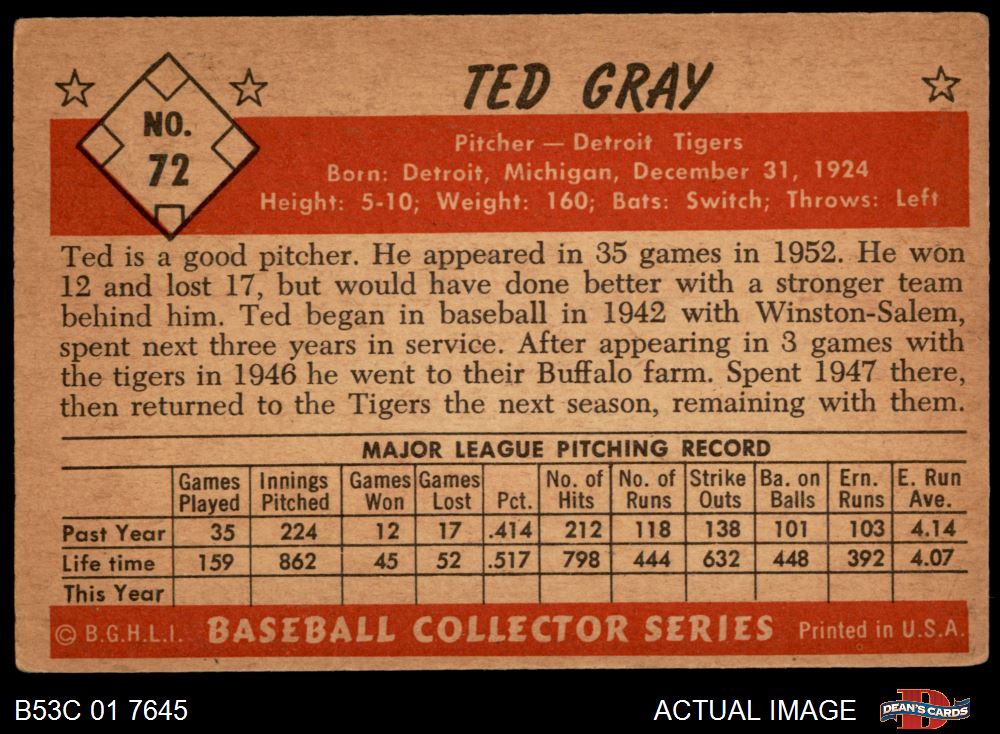 TED GRAY
NO.
72
Pitcher — Detroit Tigers
Born: Detroit, Michigan, December 31, 1924
Height: 5-10; Weight: 160; Bats: Switch; Throws: Left
Ted is a good pitcher. He appeared in 35 games in 1952. He won
12 and lost 17, but would have done better with a stronger team
behind him. Ted began in baseball in 1942 with Winston-Salem,
spent next three years in service. After appearing in 3 games with
the tigers in 1946 he went to their Buffalo farm. Spent 1947 there,
then returned to the Tigers the next season, remaining with them.
MAJOR LEAGUE PITCHING RECORD
Games Played Innings Pitched Games Won Games Lost Pct. No. of Hits No. of Runs Strike Outs Ba. on Balls Ern. Runs E. Run Ave.
Past Year 35 224 12 17 .414 212 118 138 101 103 4.14
Life time 159 862 45 52 .517 798 444 632 448 392 4.07
This Year
© B.G.H.L.I. BASEBALL COLLECTOR SERIES Printed in U.S.A.
B53C 01 7645 ACTUAL IMAGE DEAN'S CARDS